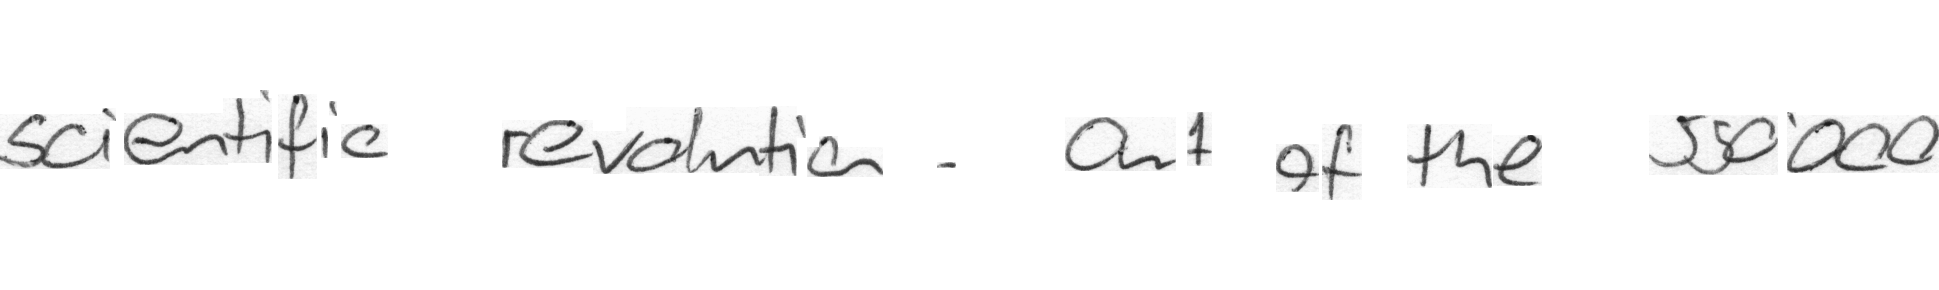 scientific revolution - Out of the 550'000